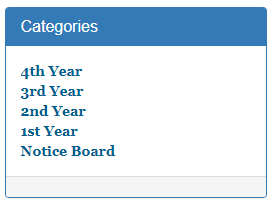 Categories
4th Year
3rd Year
2nd Year
1st Year
Notice Board